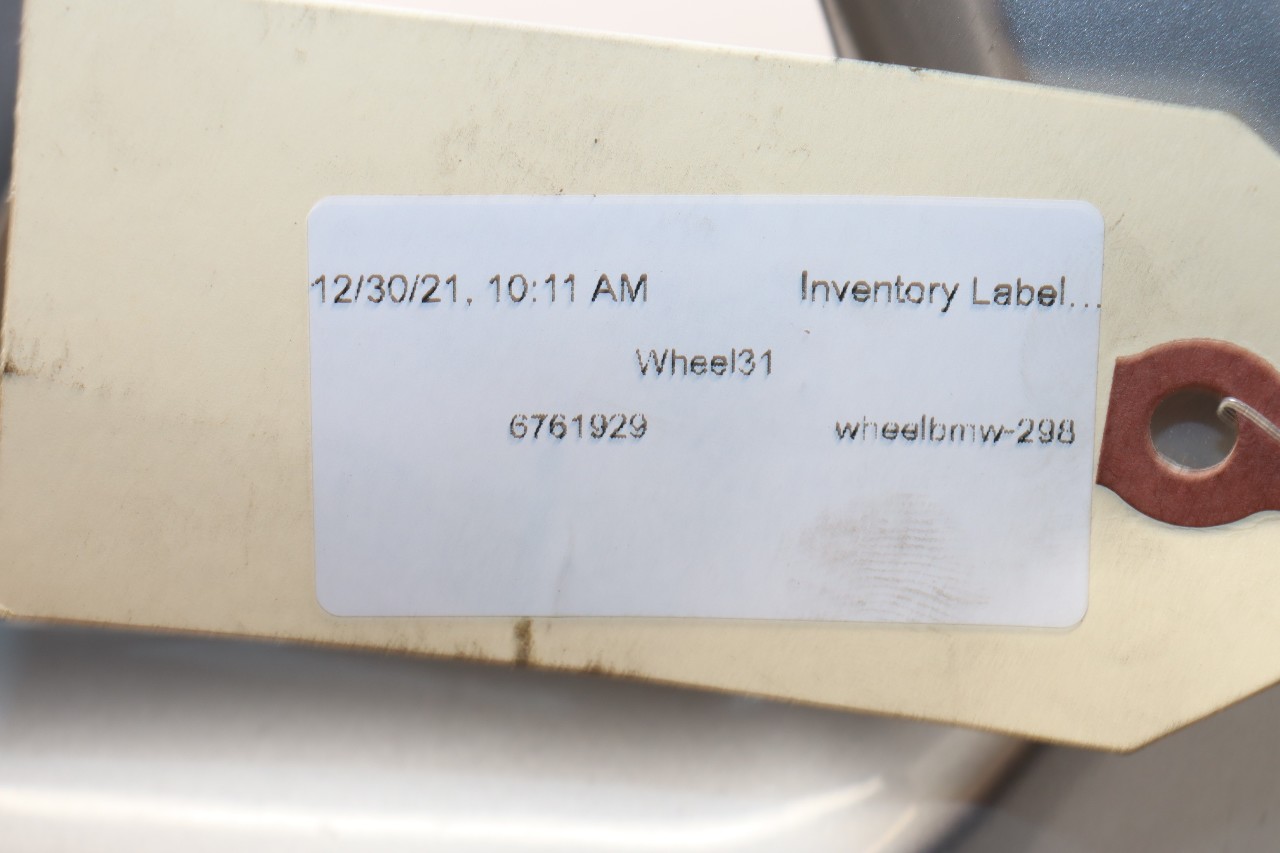 12/30/21, 10:11 AM Inventory Label...
Wheel31
6761929 wheelbmw-298